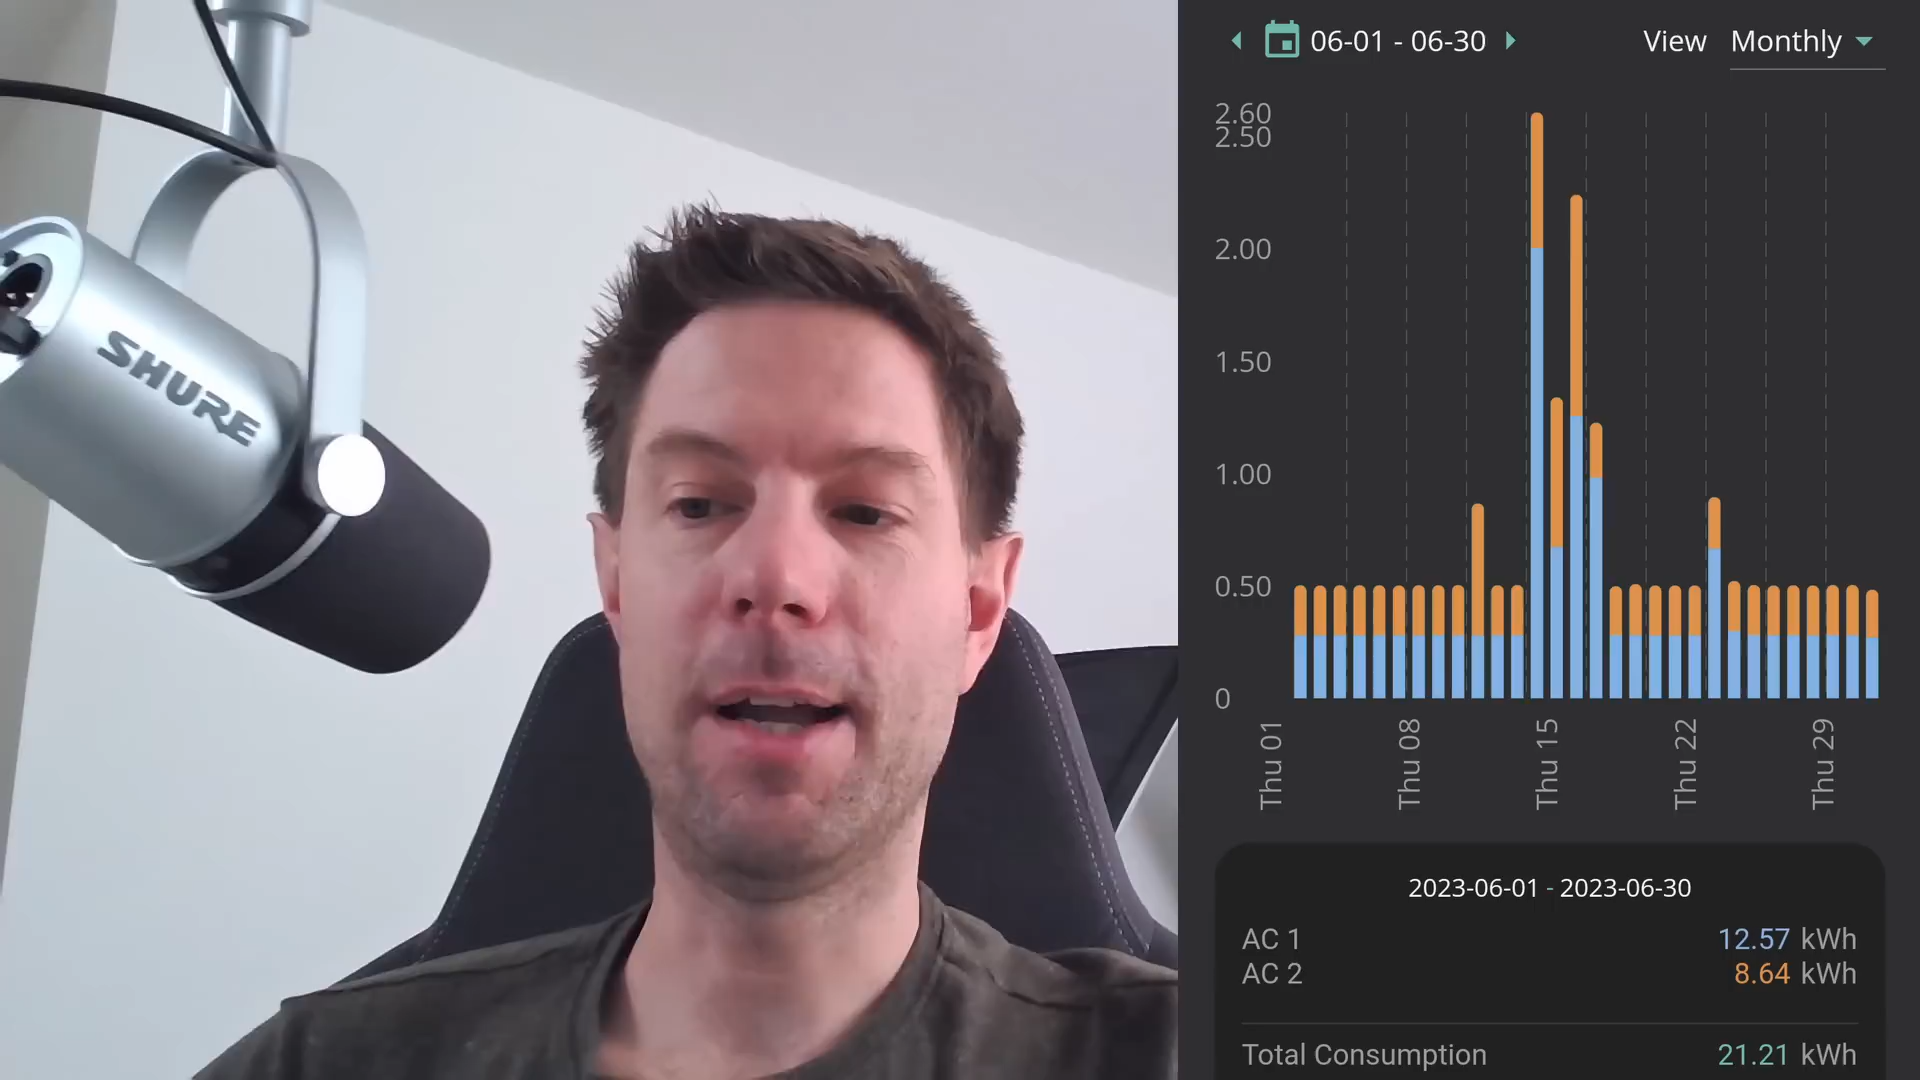 SHURE
06-01 - 06-30
View Monthly
2.60
2.50
2.00
1.50
1.00
0.50
0
Thu 01
Thu 08
Thu 15
Thu 22
Thu 29
2023-06-01 - 2023-06-30
AC 1 12.57 kWh
AC 2 8.64 kWh
Total Consumption 21.21 kWh